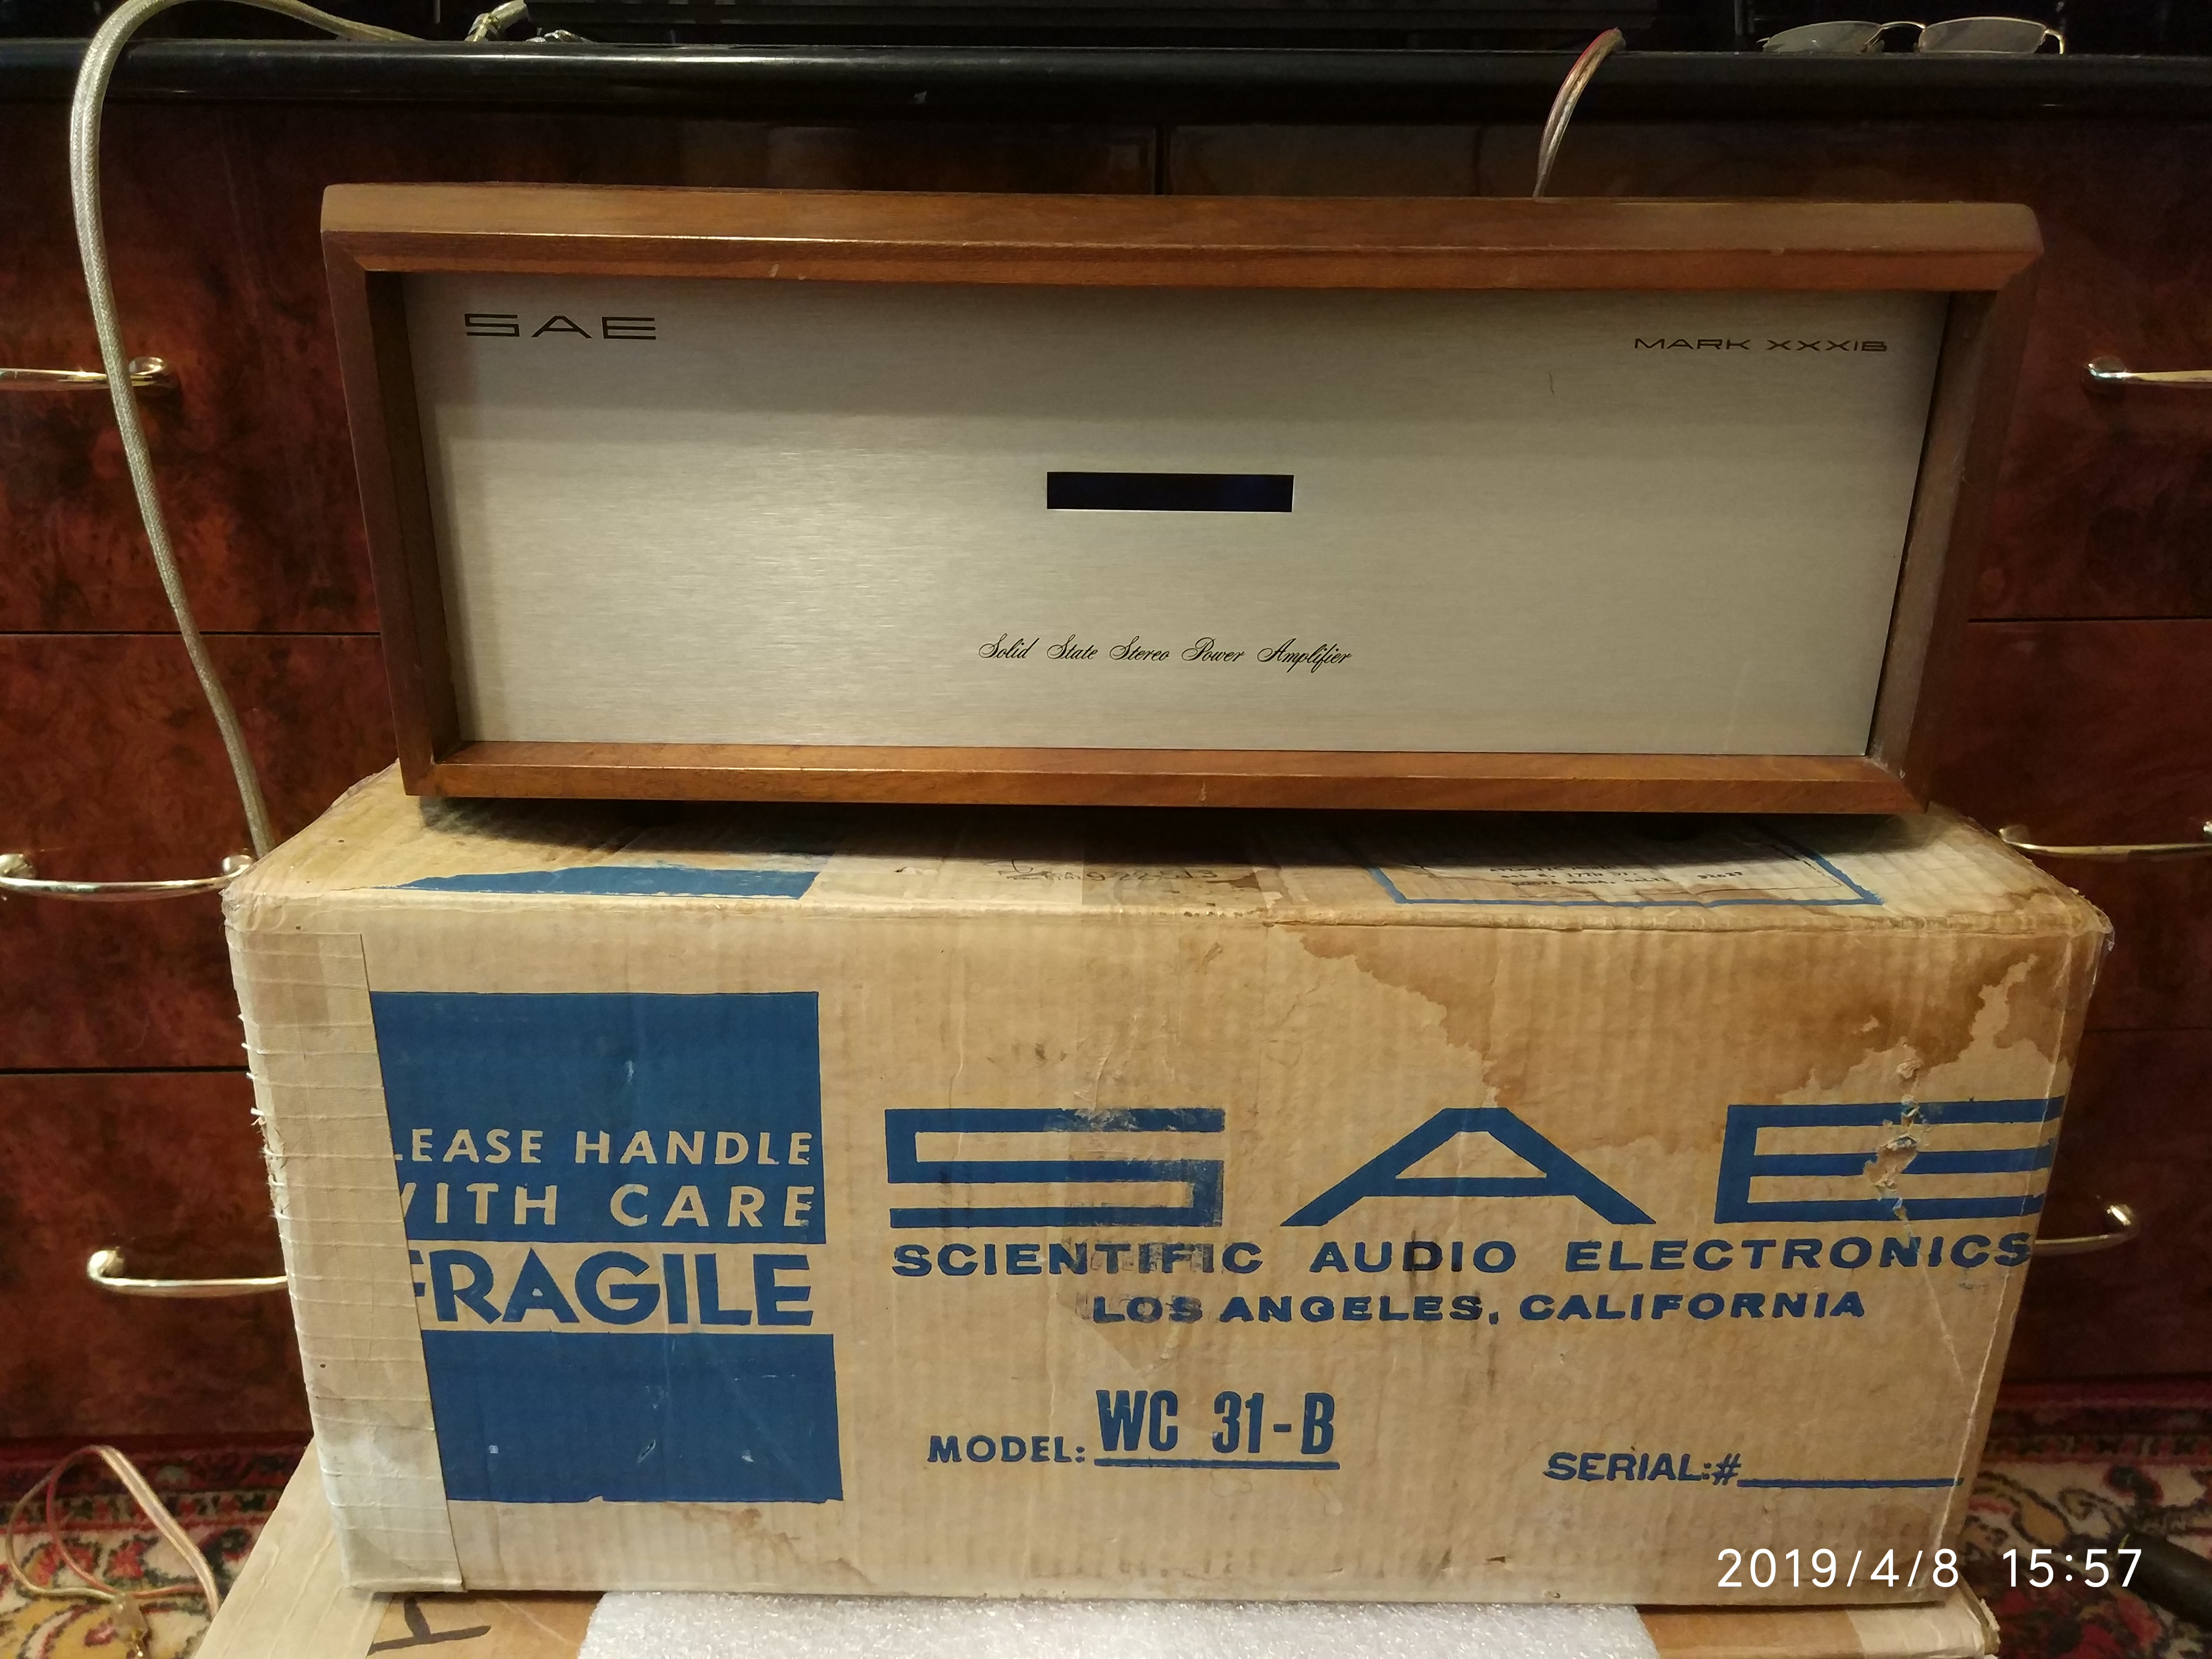 SAE
MARK XXXIB
Solid State Stereo Power Amplifier
LEASE HANDLE
WITH CARE
FRAGILE
SAE
SCIENTIFIC AUDIO ELECTRONICS
LOS ANGELES, CALIFORNIA
MODEL: WC 31-B
SERIAL:#
2019/4/8 15:57